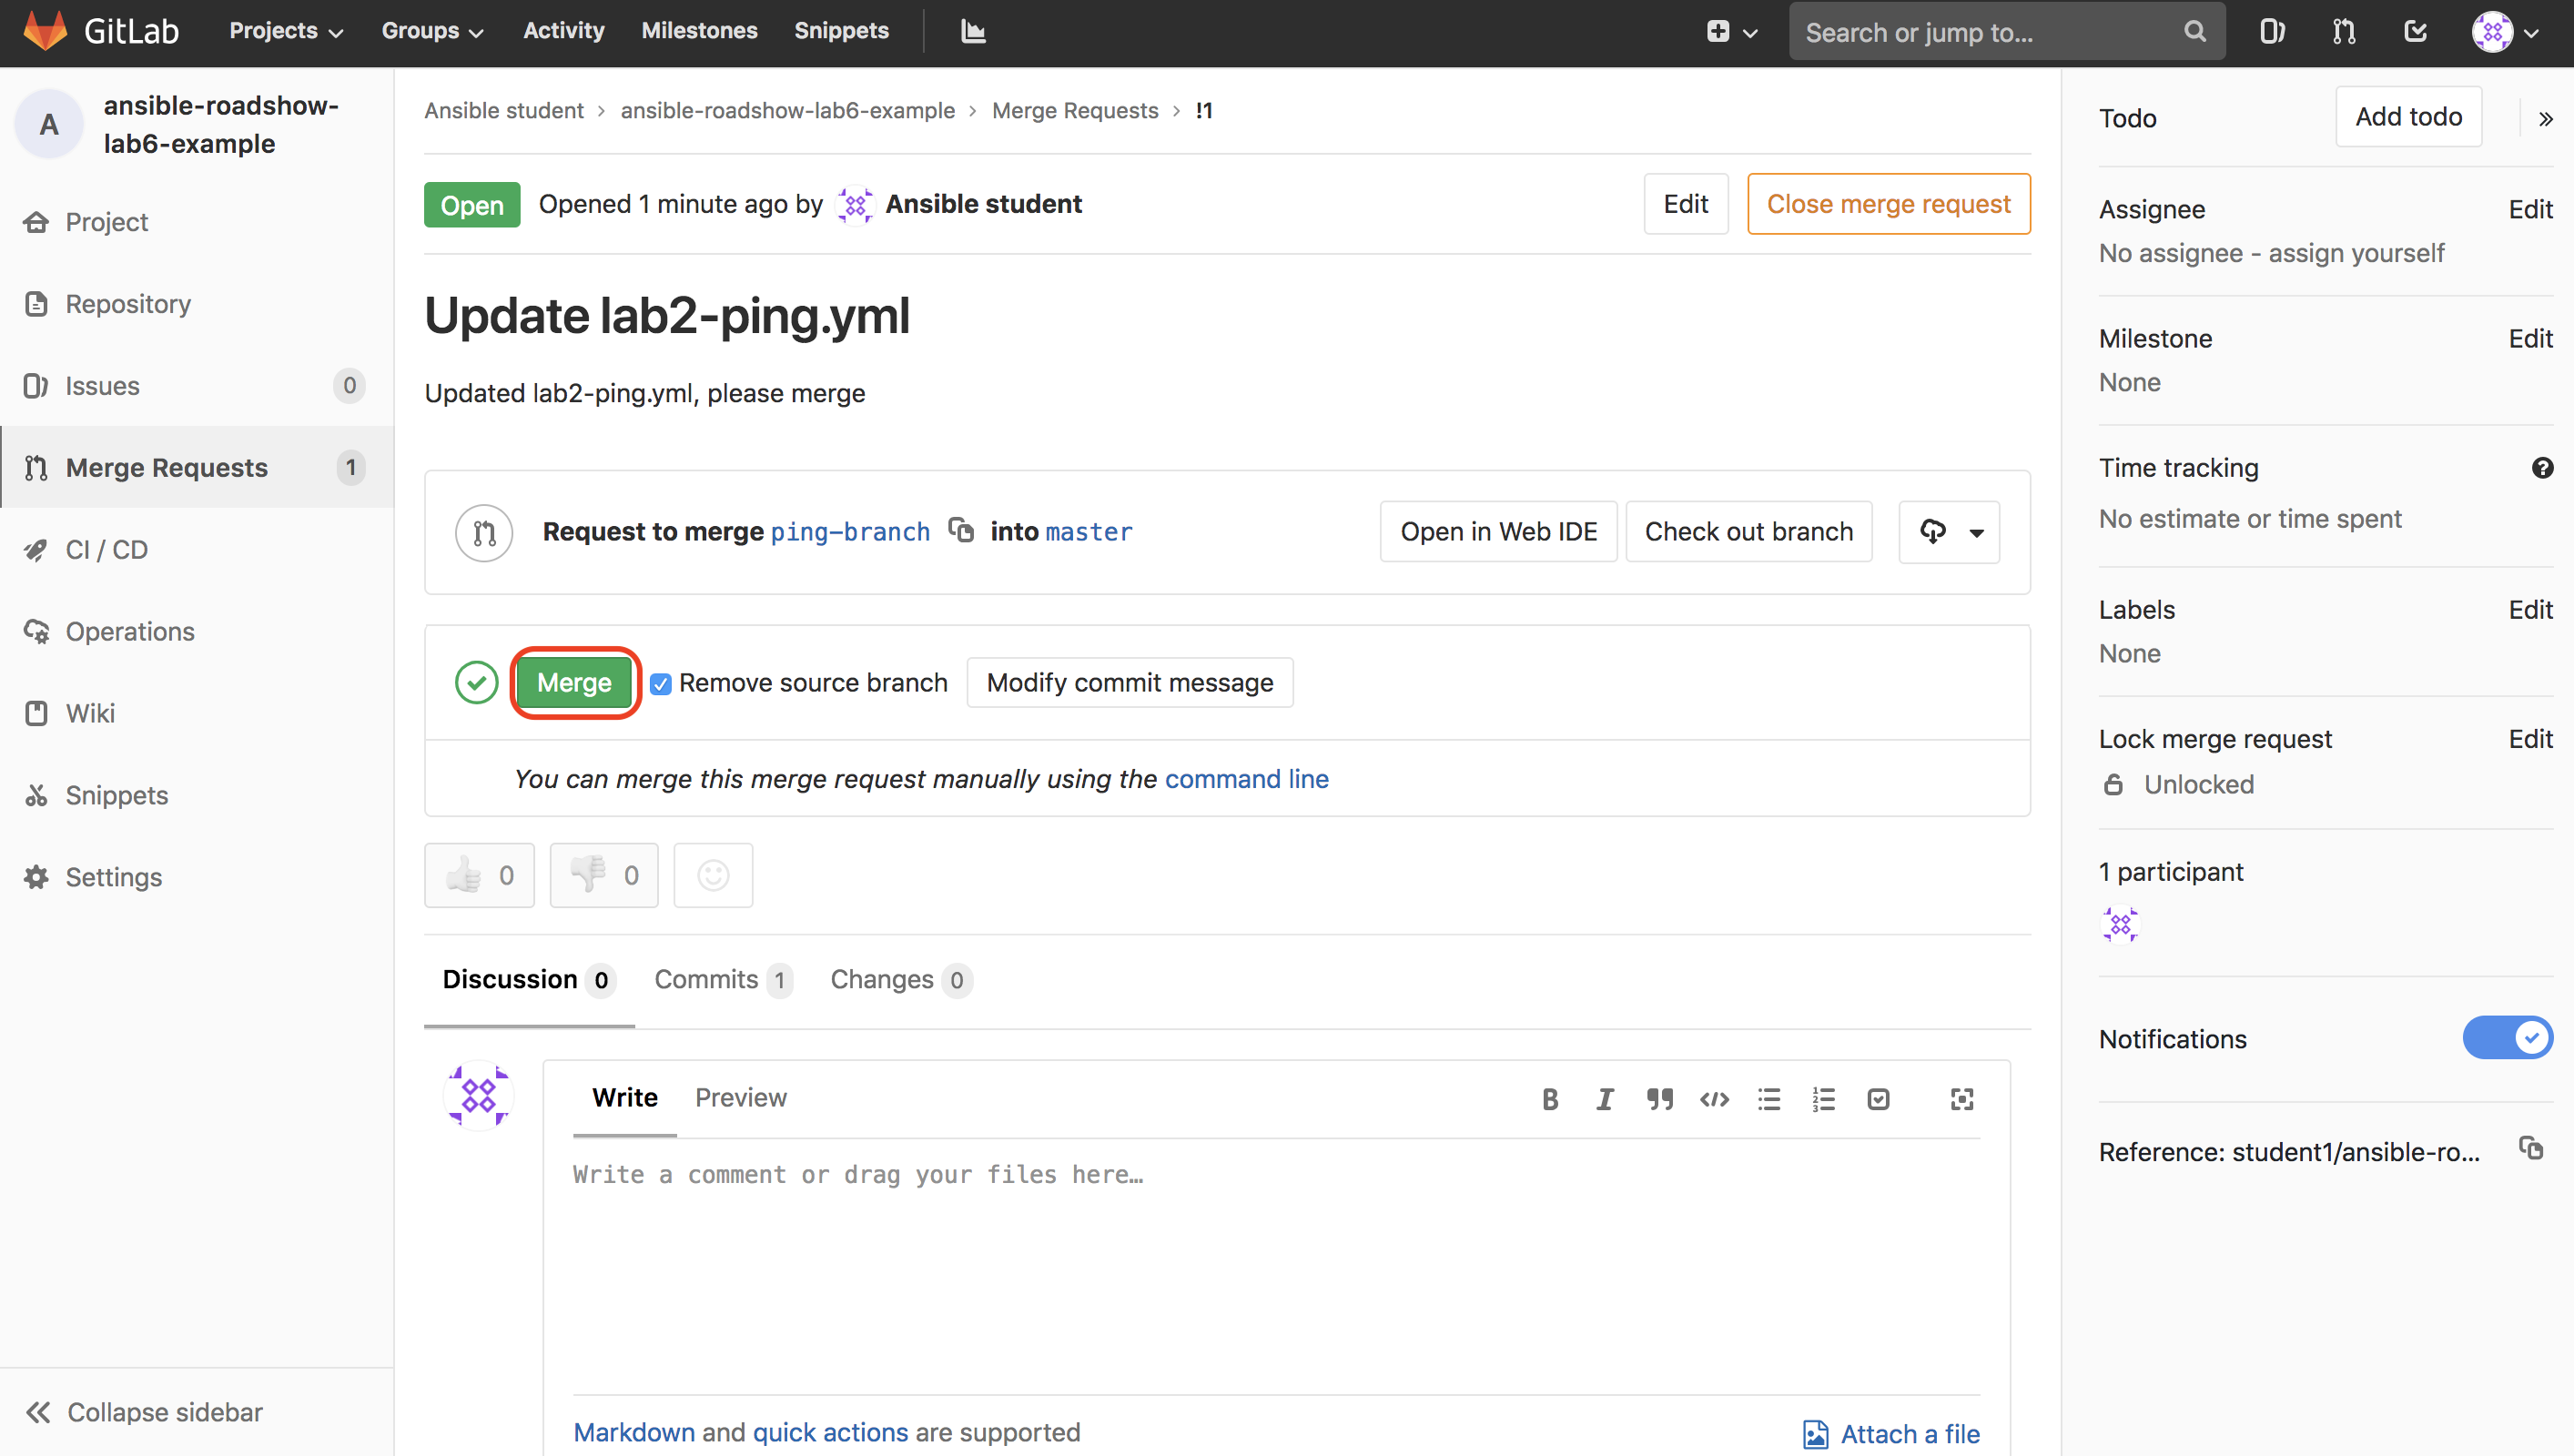 GitLab Projects Groups Activity Milestones Snippets Search or jump to...
A ansible-roadshow-lab6-example
Project
Repository
Issues 0
Merge Requests 1
CI / CD
Operations
Wiki
Snippets
Settings
Collapse sidebar
Ansible student > ansible-roadshow-lab6-example > Merge Requests > !1
Open Opened 1 minute ago by Ansible student Edit Close merge request
Update lab2-ping.yml
Updated lab2-ping.yml, please merge
Request to merge ping-branch into master Open in Web IDE Check out branch
Merge Remove source branch Modify commit message
You can merge this merge request manually using the command line
0 0
Discussion 0 Commits 1 Changes 0
Write Preview
Write a comment or drag your files here…
Markdown and quick actions are supported Attach a file
Todo Add todo »
Assignee Edit
No assignee - assign yourself
Milestone Edit
None
Time tracking
No estimate or time spent
Labels Edit
None
Lock merge request Edit
Unlocked
1 participant
Notifications
Reference: student1/ansible-ro...